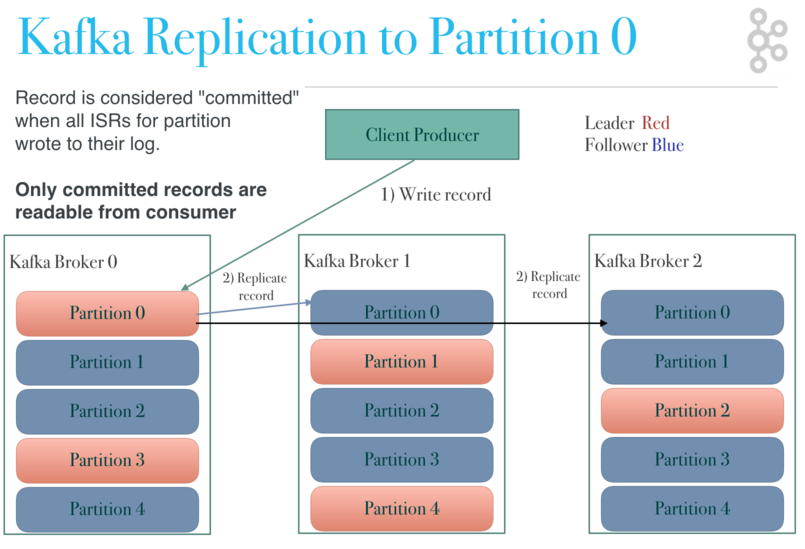 Kafka Replication to Partition 0
Record is considered "committed"
when all ISRs for partition
wrote to their log.
Only committed records are
readable from consumer
Client Producer
Leader Red
Follower Blue
1) Write record
Kafka Broker 0
Partition 0
Partition 1
Partition 2
Partition 3
Partition 4
2) Replicate
record
Kafka Broker 1
Partition 0
Partition 1
Partition 2
Partition 3
Partition 4
2) Replicate
record
Kafka Broker 2
Partition 0
Partition 1
Partition 2
Partition 3
Partition 4